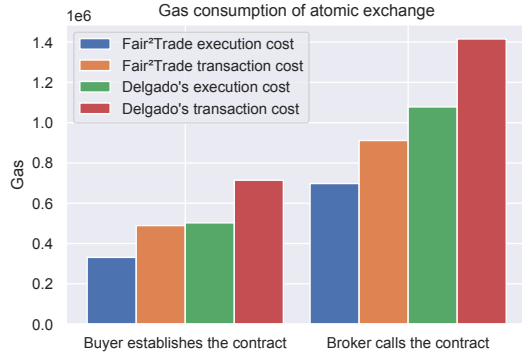 Gas consumption of atomic exchange
1e6
Fair²Trade execution cost
Fair²Trade transaction cost
Delgado's execution cost
Delgado's transaction cost
Gas
1.4
1.2
1.0
0.8
0.6
0.4
0.2
0.0
Buyer establishes the contract
Broker calls the contract